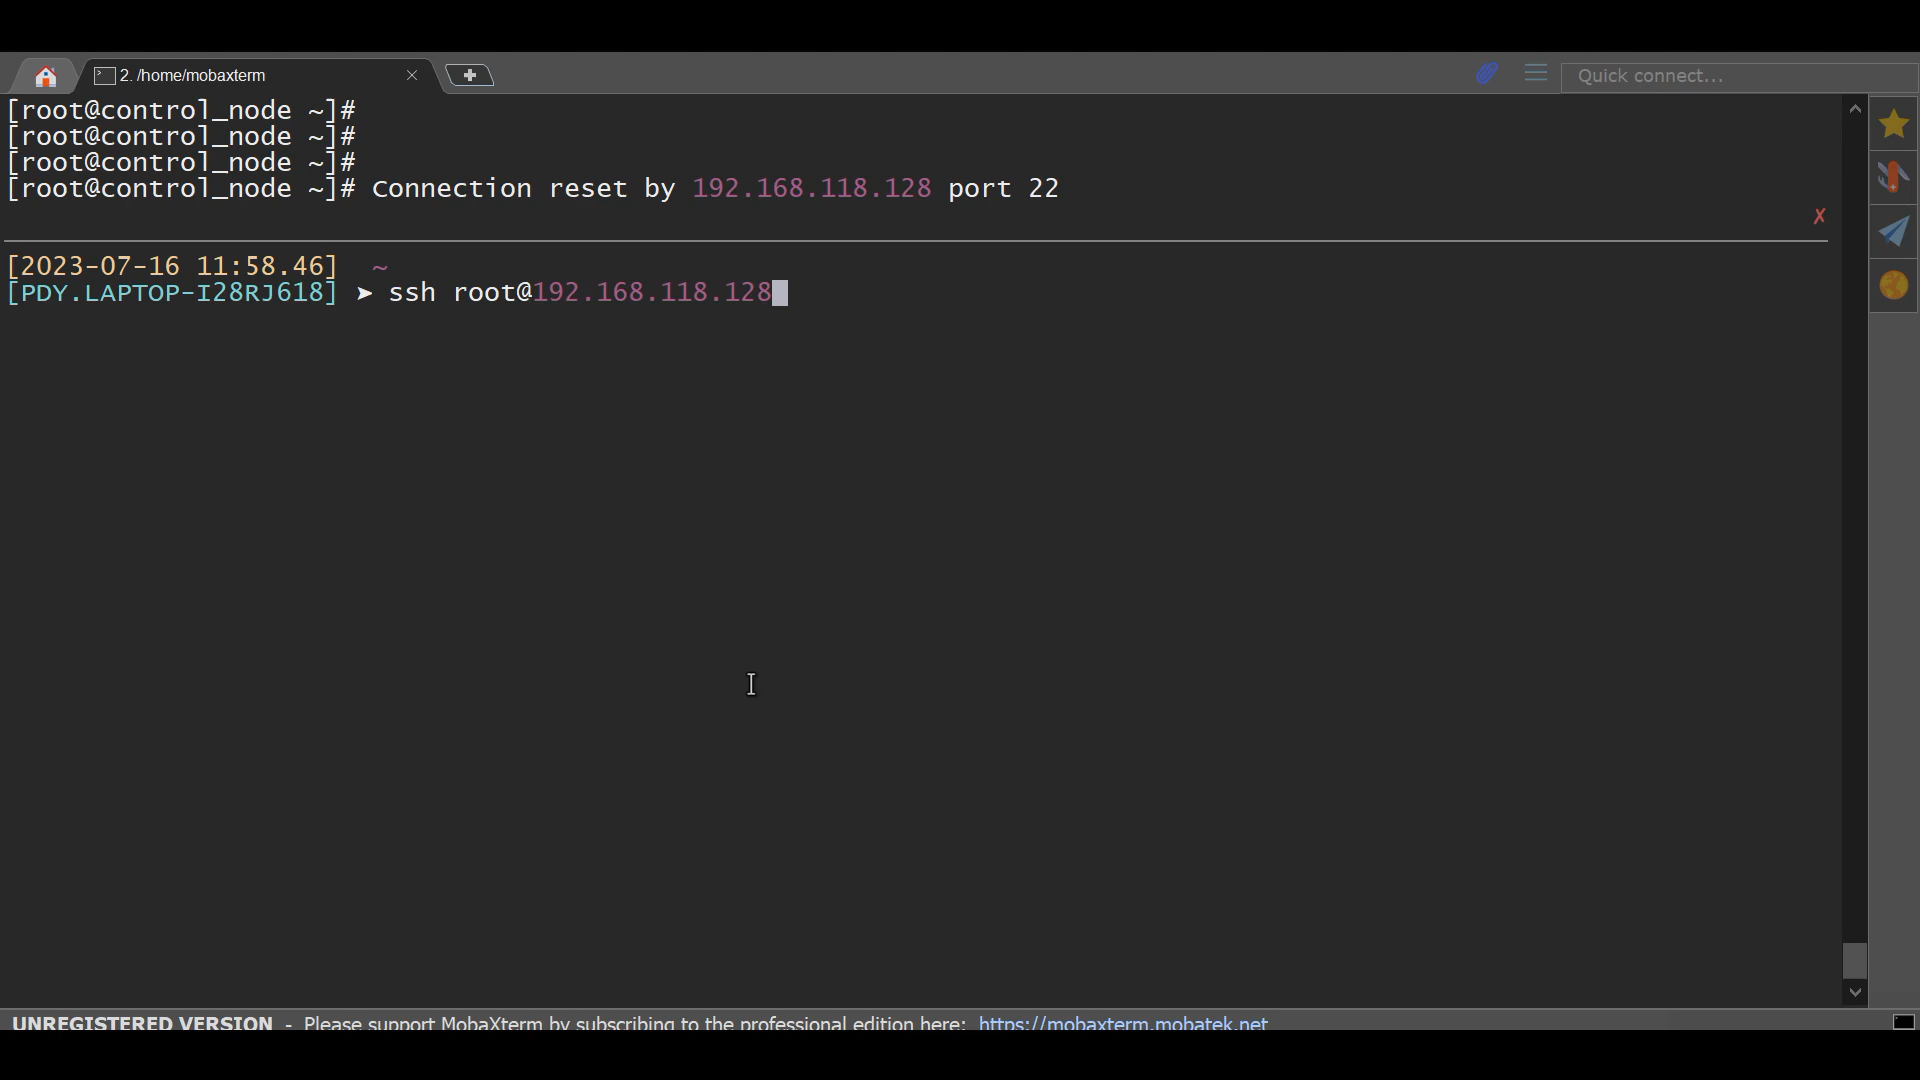 2. /home/mobaxterm
Quick connect...
[root@control_node ~]#
[root@control_node ~]#
[root@control_node ~]#
[root@control_node ~]# Connection reset by 192.168.118.128 port 22
✗
[2023-07-16 11:58.46] ~
[PDY.LAPTOP-I28RJ618] ➤ ssh root@192.168.118.128
UNREGISTERED VERSION - Please support MobaXterm by subscribing to the professional edition here: https://mobaxterm.mobatek.net